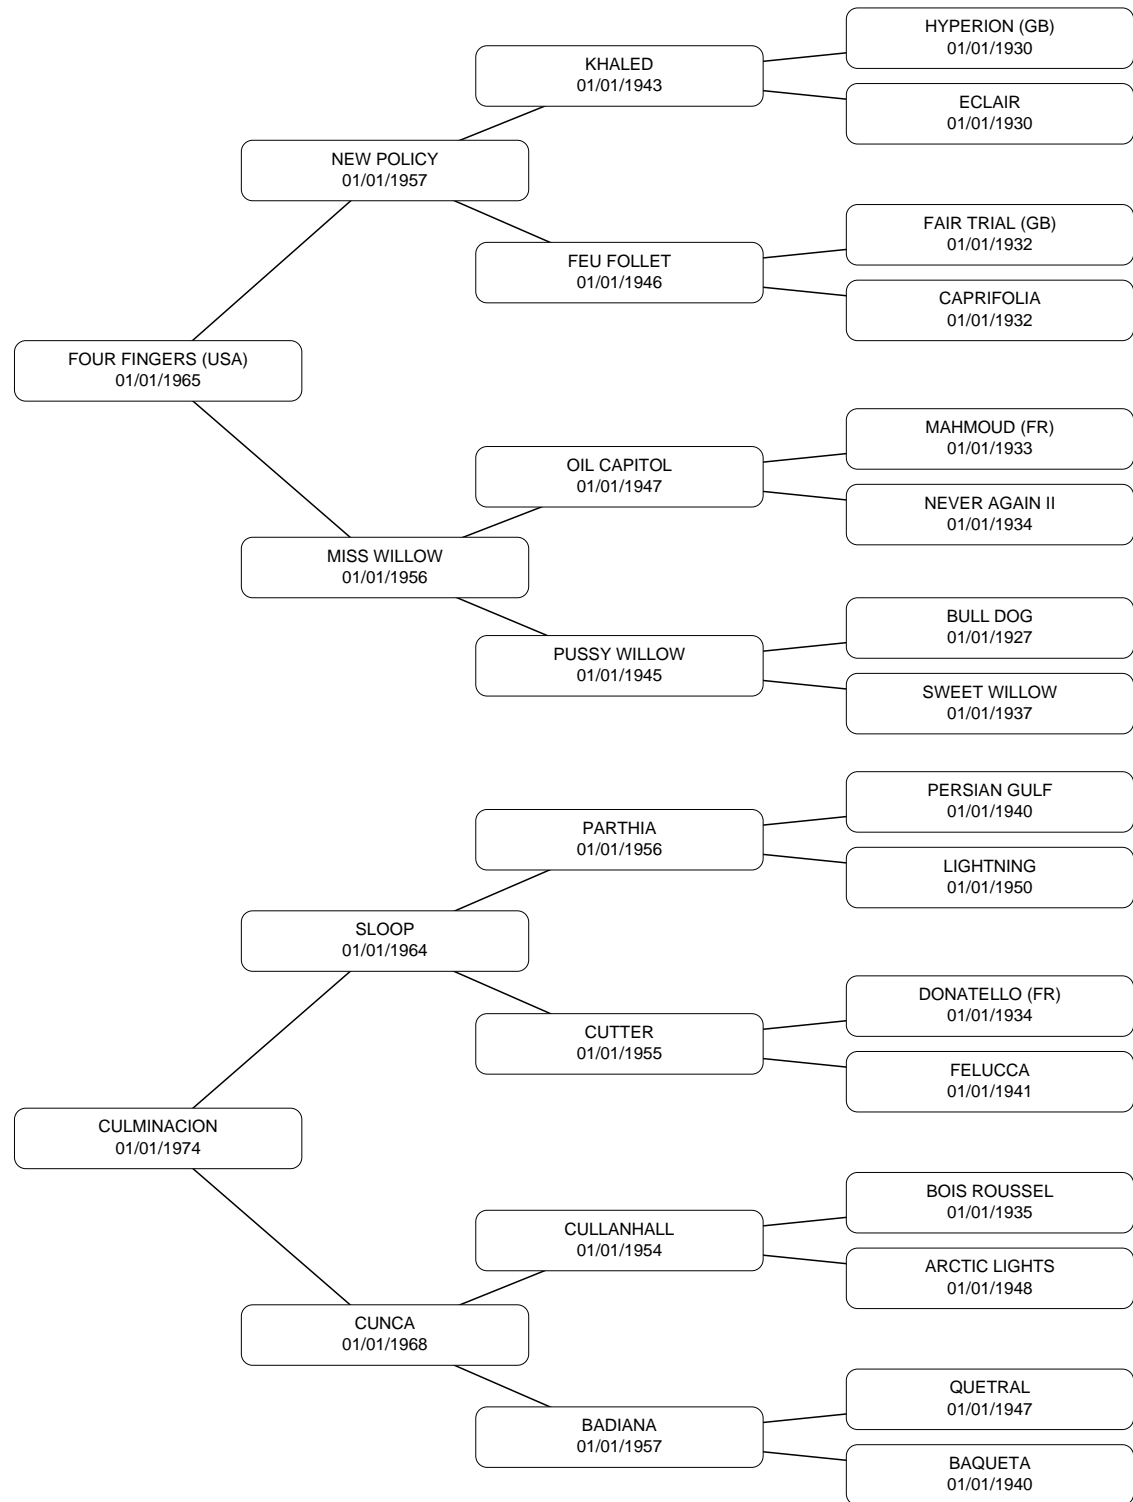 HYPERION (GB)
01/01/1930
KHALED
01/01/1943
ECLAIR
01/01/1930
NEW POLICY
01/01/1957
FAIR TRIAL (GB)
01/01/1932
FEU FOLLET
01/01/1946
CAPRIFOLIA
01/01/1932
FOUR FINGERS (USA)
01/01/1965
MAHMOUD (FR)
01/01/1933
OIL CAPITOL
01/01/1947
NEVER AGAIN II
01/01/1934
MISS WILLOW
01/01/1956
BULL DOG
01/01/1927
PUSSY WILLOW
01/01/1945
SWEET WILLOW
01/01/1937
PERSIAN GULF
01/01/1940
PARTHIA
01/01/1956
LIGHTNING
01/01/1950
SLOOP
01/01/1964
DONATELLO (FR)
01/01/1934
CUTTER
01/01/1955
FELUCCA
01/01/1941
CULMINACION
01/01/1974
BOIS ROUSSEL
01/01/1935
CULLANHALL
01/01/1954
ARCTIC LIGHTS
01/01/1948
CUNCA
01/01/1968
QUETRAL
01/01/1947
BADIANA
01/01/1957
BAQUETA
01/01/1940